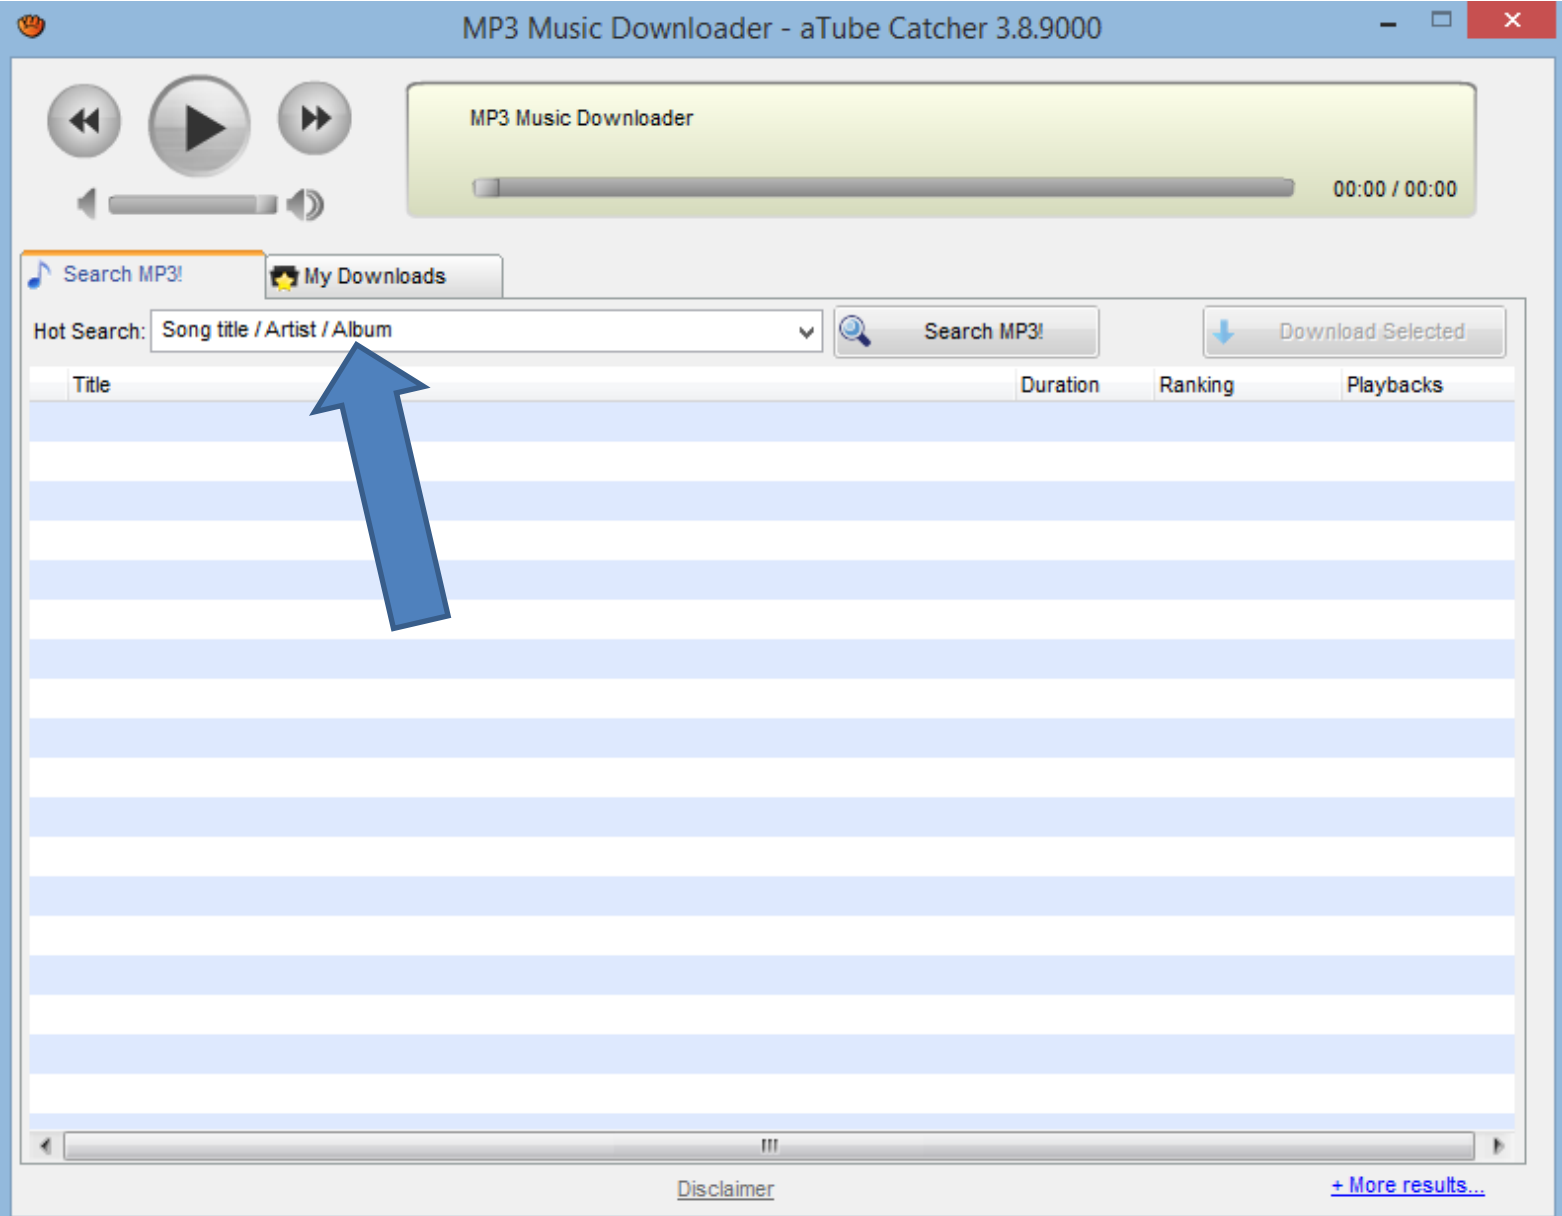 MP3 Music Downloader - aTube Catcher 3.8.9000
MP3 Music Downloader
00:00 / 00:00
Search MP3!
My Downloads
Hot Search:
Song title / Artist / Album
Search MP3!
Download Selected
Title
Duration
Ranking
Playbacks
Disclaimer
+ More results...